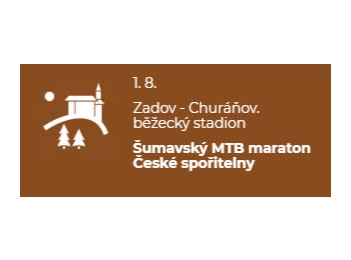 1. 8.
Zadov - Churáňov.
běžecký stadion
Šumavský MTB maraton
České spořitelny